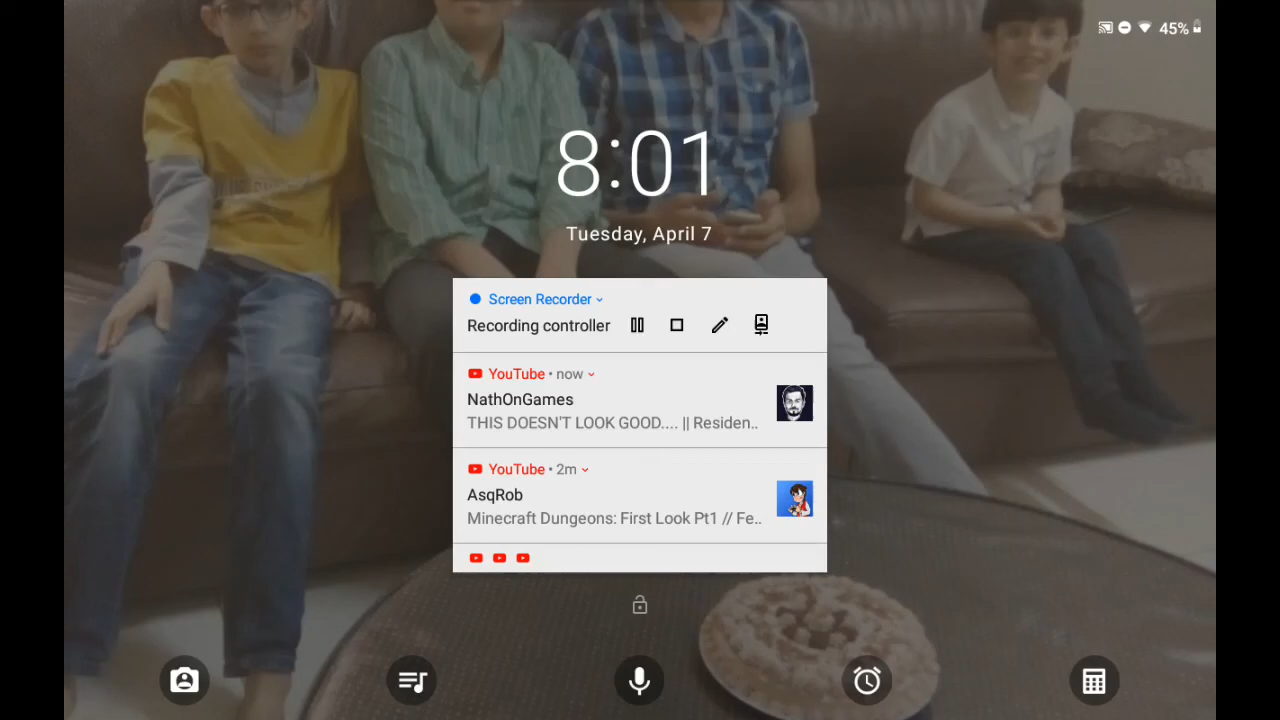 45%
8:01
Tuesday, April 7
Screen Recorder
Recording controller
YouTube • now
NathOnGames
THIS DOESN'T LOOK GOOD.... || Residen..
YouTube • 2m
AsqRob
Minecraft Dungeons: First Look Pt1 // Fe..